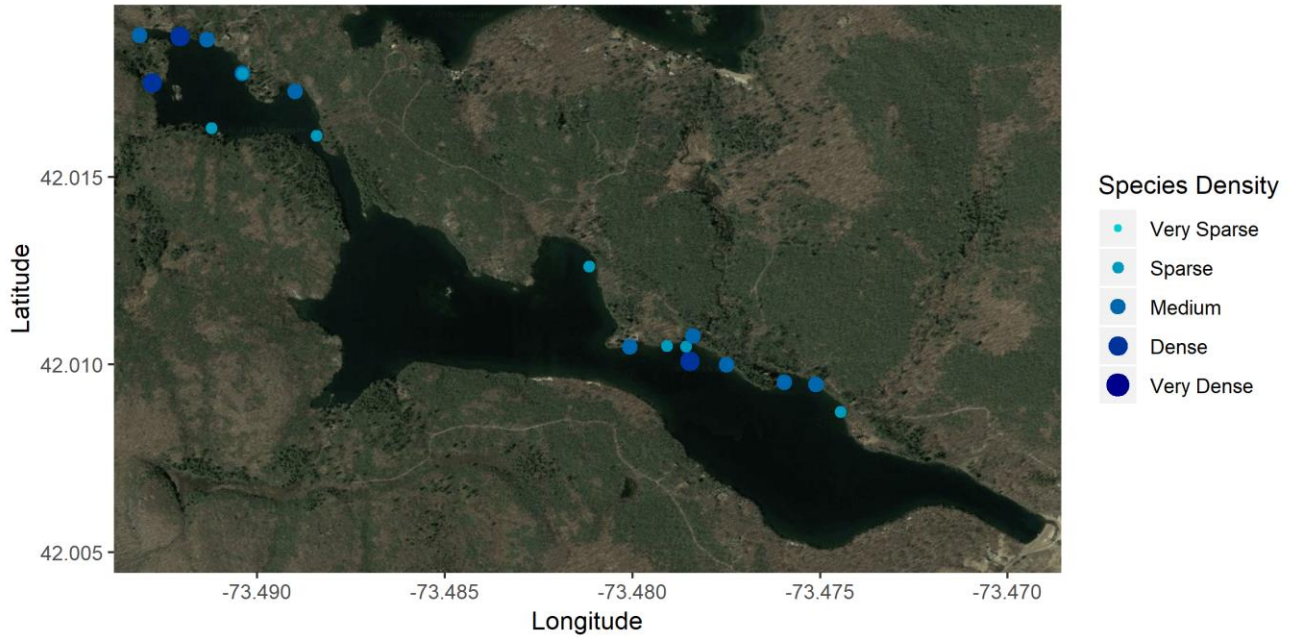 42.015
42.010
42.005
Latitude
-73.490
-73.485
-73.480
-73.475
-73.470
Longitude
Species Density
Very Sparse
Sparse
Medium
Dense
Very Dense